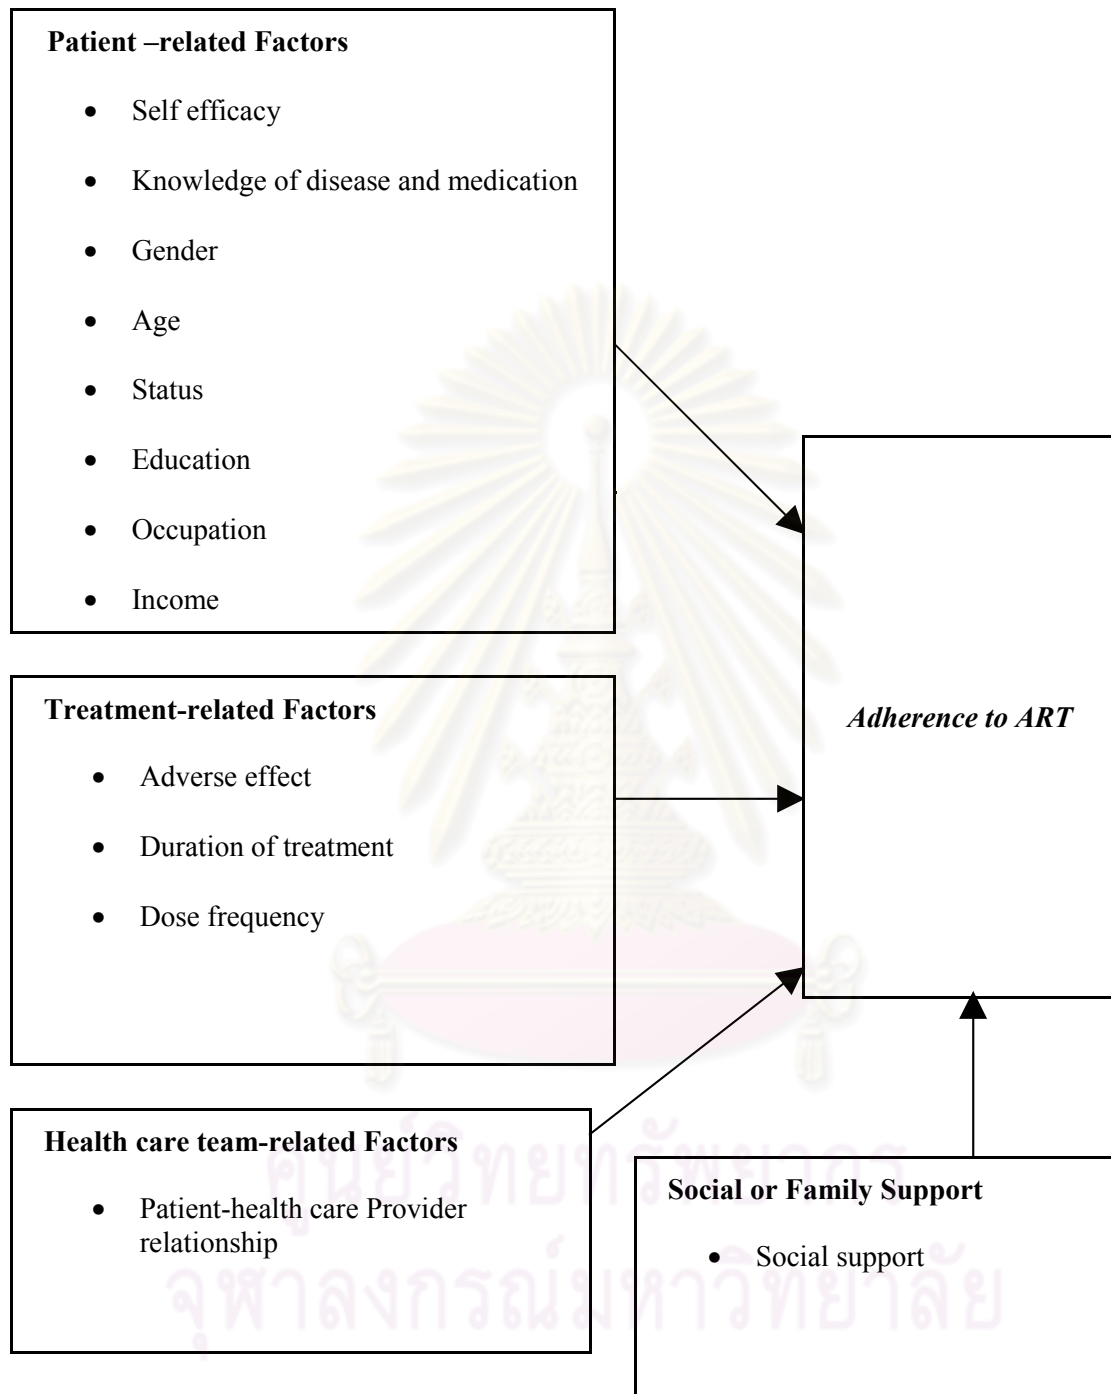 Patient –related Factors
• Self efficacy
• Knowledge of disease and medication
• Gender
• Age
• Status
• Education
• Occupation
• Income
Treatment-related Factors
• Adverse effect
• Duration of treatment
• Dose frequency
Adherence to ART
Health care team-related Factors
• Patient-health care Provider
relationship
Social or Family Support
• Social support
ศูนย์วิทยทรัพยากร
จุฬาลงกรณ์มหาวิทยาลัย